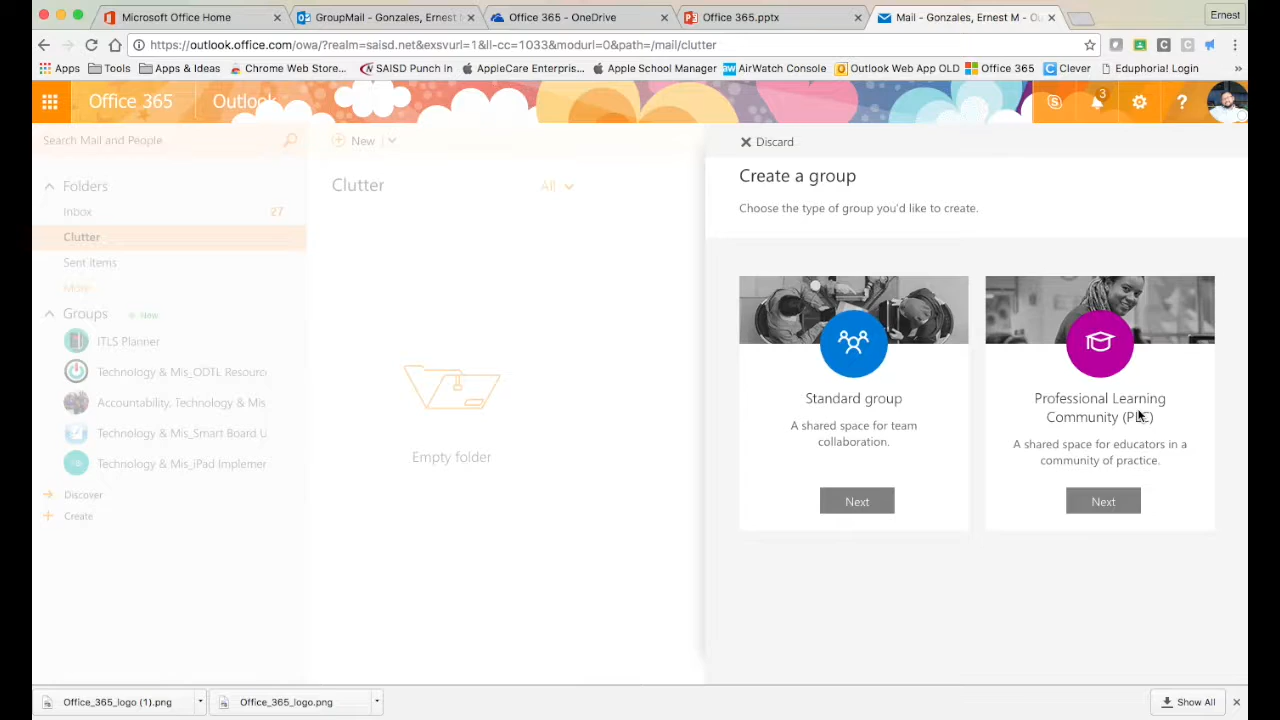 Microsoft Office Home
GroupMail - Gonzales, Ernest
Office 365 - OneDrive
Office 365.pptx
Mail - Gonzales, Ernest M - Ou
Ernest
https://outlook.office.com/owa/?realm=saisd.net&exsvurl=1&ll-cc=1033&modurl=0&path=/mail/clutter
Apps
Tools
Apps & Ideas
Chrome Web Store...
SAISD Punch In
AppleCare Enterpris...
Apple School Manager
AirWatch Console
Outlook Web App OLD
Office 365
Clever
Eduphoria! Login
»
Office 365
Outlook
3
?
Search Mail and People
New
Discard
Folders
Inbox
27
Clutter
Sent Items
More
Groups
New
ITLS Planner
Technology & Mis_ODTL Resourc
Accountability, Technology & Mis
Technology & Mis_Smart Board U
Technology & Mis_iPad Implemer
Discover
Create
Clutter
All
Empty folder
Create a group
Choose the type of group you'd like to create.
Standard group
A shared space for team
collaboration.
Next
Professional Learning
Community (PLC)
A shared space for educators in a
community of practice.
Next
Office_365_logo (1).png
Office_365_logo.png
Show All